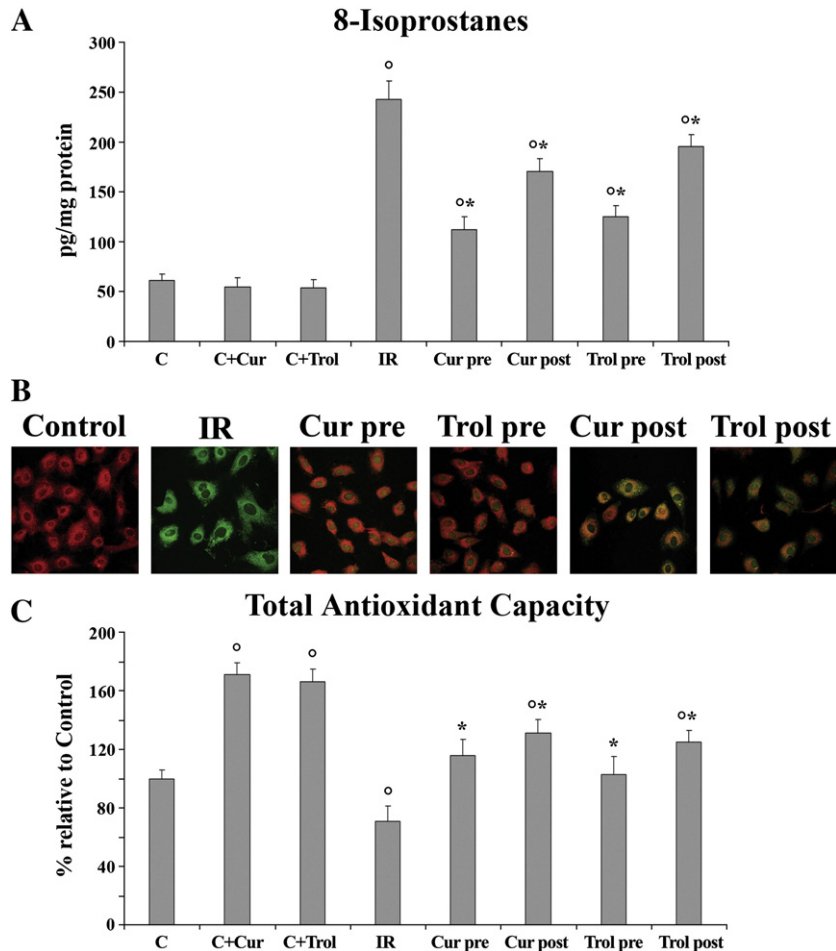 A
8-Isoprostanes
300
250
200
150
100
50
0
pg/mg protein
° 
°*
°*
°*
°*
C C+Cur C+Trol IR Cur pre Cur post Trol pre Trol post
B
Control IR Cur pre Trol pre Cur post Trol post
C
Total Antioxidant Capacity
200
160
120
80
40
0
% relative to Control
°
°
°
*
°*
*
°*
C C+Cur C+Trol IR Cur pre Cur post Trol pre Trol post